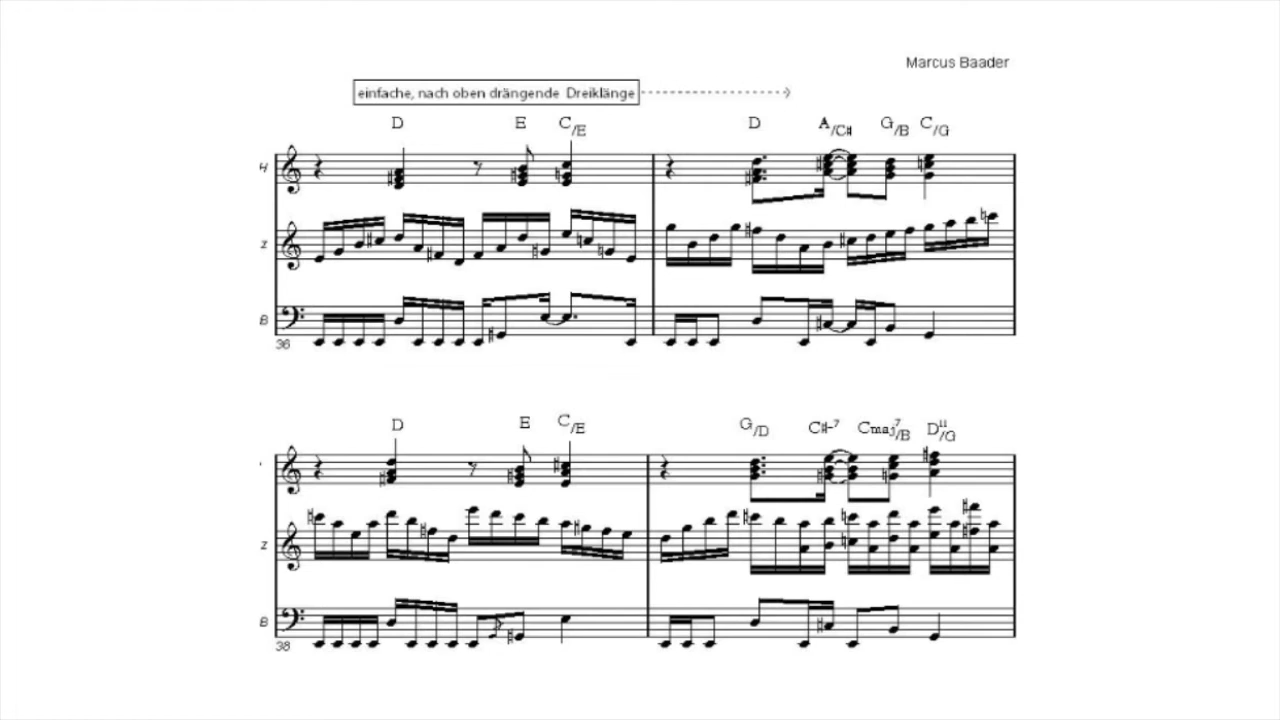 Marcus Baader
einfache, nach oben drängende Dreiklänge
D E C/E D A/C# G/B C/G
H
z
B
36
D E C/E G/D C#-7 Cmaj7/B D11/G
z
B
38